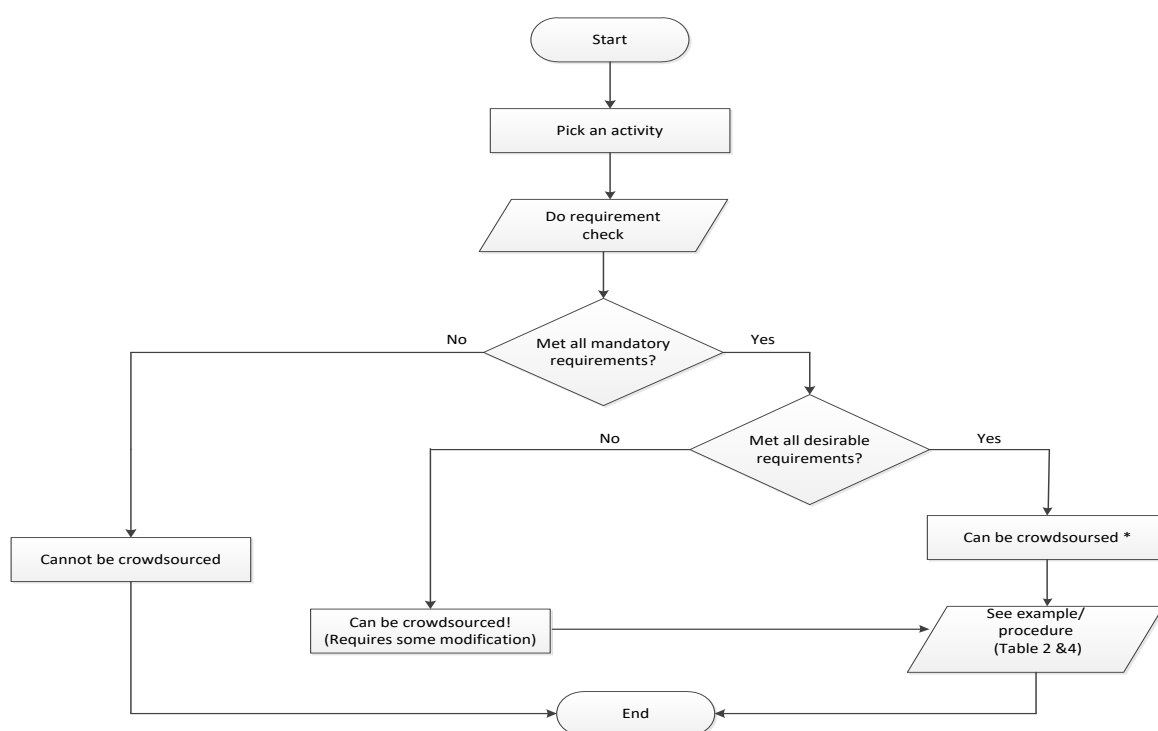 Start
Pick an activity
Do requirement
check
No
Met all mandatory
requirements?
Yes
No
Met all desirable
requirements?
Yes
Cannot be crowdsourced
Can be crowdsoursed *
Can be crowdsourced!
(Requires some modification)
See example/
procedure
(Table 2 &4)
End